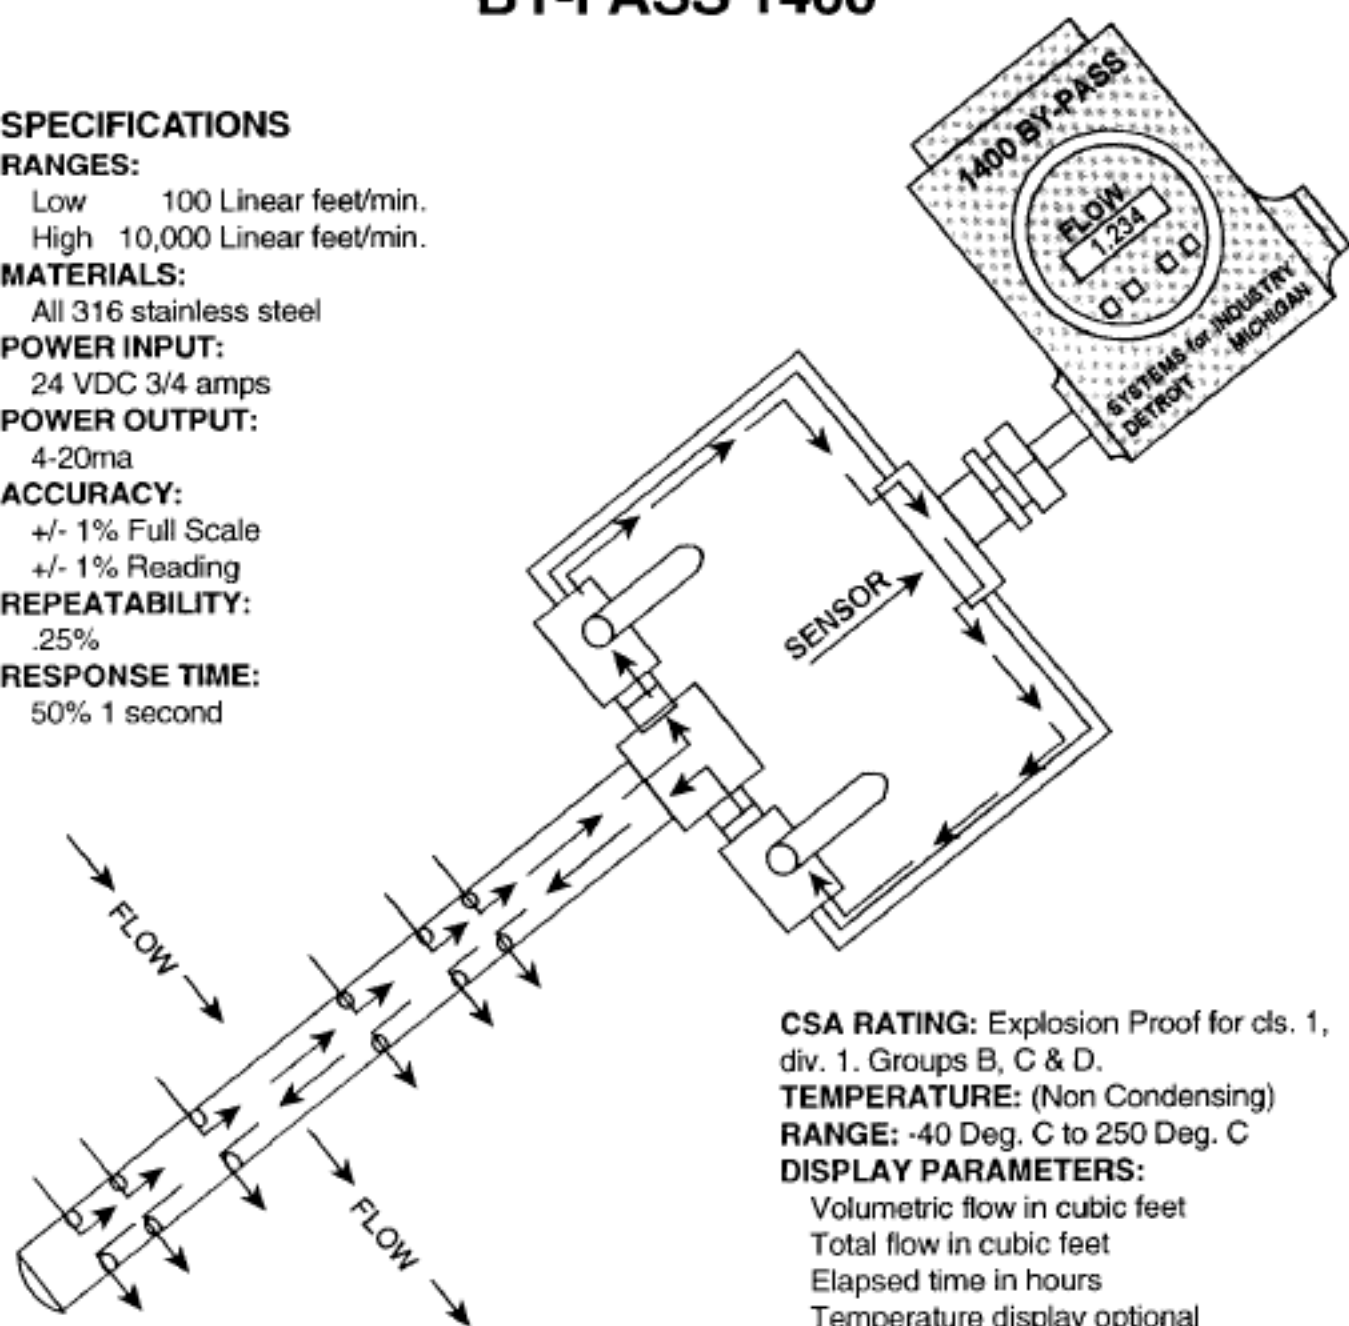 BY-PASS 1400
SPECIFICATIONS
RANGES:
Low 100 Linear feet/min.
High 10,000 Linear feet/min.
MATERIALS:
All 316 stainless steel
POWER INPUT:
24 VDC 3/4 amps
POWER OUTPUT:
4-20ma
ACCURACY:
+/- 1% Full Scale
+/- 1% Reading
REPEATABILITY:
.25%
RESPONSE TIME:
50% 1 second
1400 BY-PASS
FLOW
1.234
SYSTEMS for INDUSTRY
DETROIT MICHIGAN
SENSOR
FLOW
FLOW
CSA RATING: Explosion Proof for cls. 1,
div. 1. Groups B, C & D.
TEMPERATURE: (Non Condensing)
RANGE: -40 Deg. C to 250 Deg. C
DISPLAY PARAMETERS:
Volumetric flow in cubic feet
Total flow in cubic feet
Elapsed time in hours
Temperature display optional